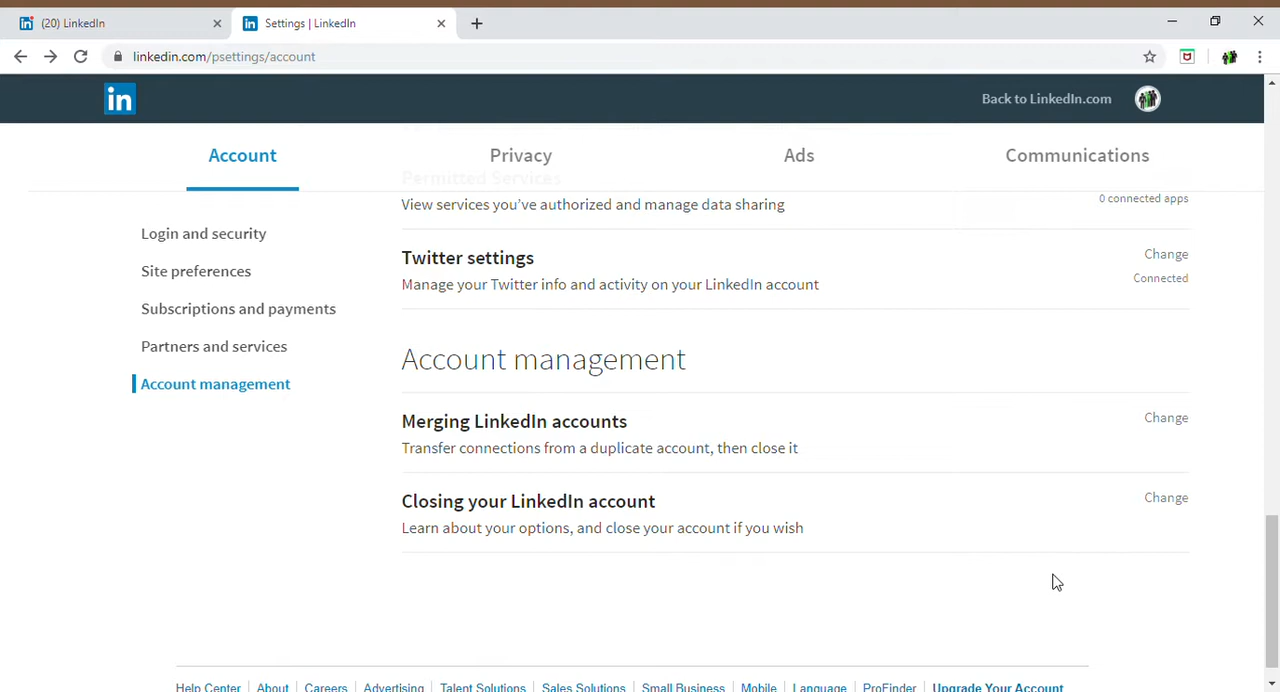 (20) LinkedIn
Settings | LinkedIn
linkedin.com/psettings/account
in
Back to LinkedIn.com
Account
Privacy
Ads
Communications
Permitted Services
View services you've authorized and manage data sharing
0 connected apps
Login and security
Site preferences
Subscriptions and payments
Partners and services
Account management
Twitter settings
Change
Manage your Twitter info and activity on your LinkedIn account
Connected
Account management
Merging LinkedIn accounts
Change
Transfer connections from a duplicate account, then close it
Closing your LinkedIn account
Change
Learn about your options, and close your account if you wish
Help Center | About | Careers | Advertising | Talent Solutions | Sales Solutions | Small Business | Mobile | Language | ProFinder | Upgrade Your Account